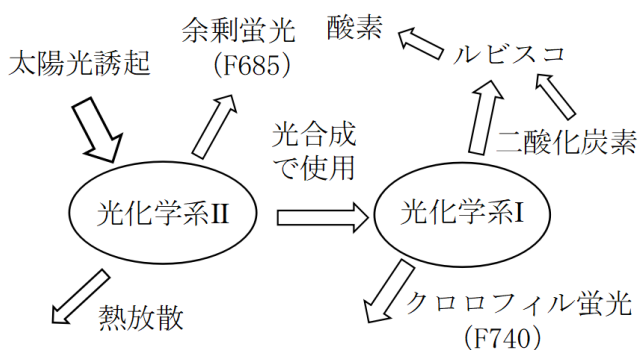 太陽光誘起
余剰蛍光
(F685)
酸素
ルビスコ
二酸化炭素
光合成
で使用
光化学系II
光化学系I
熱放散
クロロフィル蛍光
(F740)